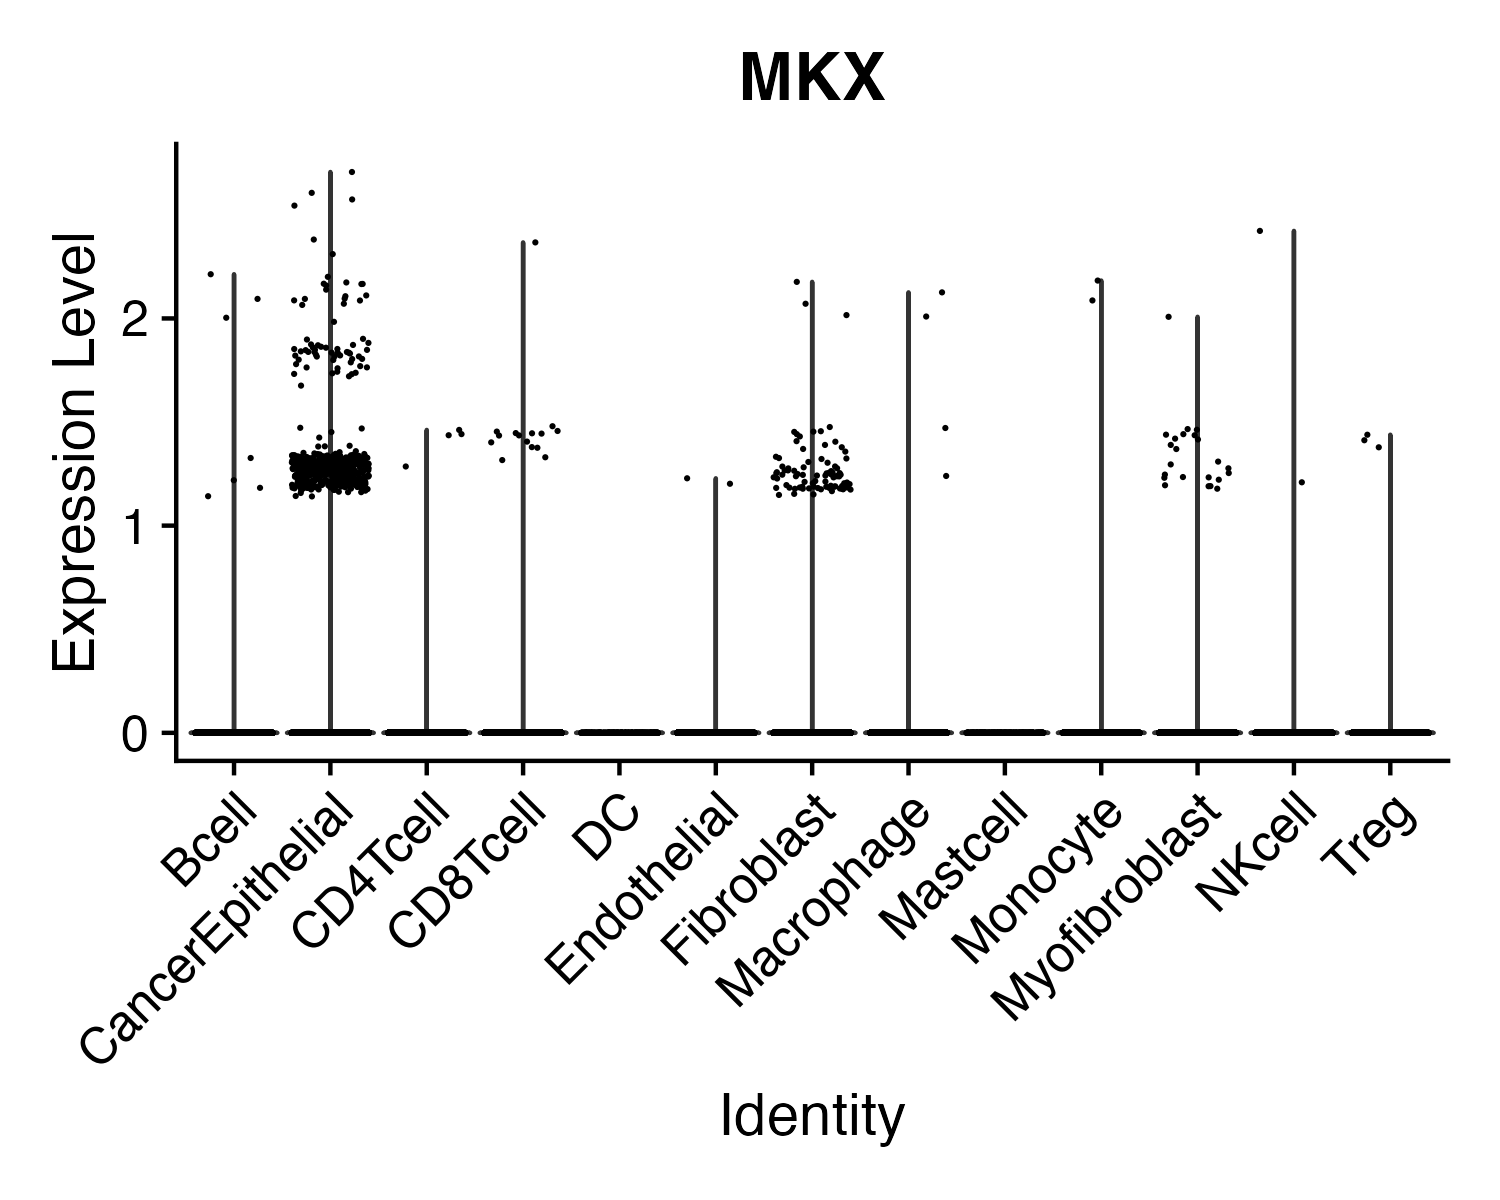 MKX
Expression Level
2
1
0
Bcell
CancerEpithelial
CD4Tcell
CD8Tcell
DC
Endothelial
Fibroblast
Macrophage
Mastcell
Monocyte
Myofibroblast
NKcell
Treg
Identity